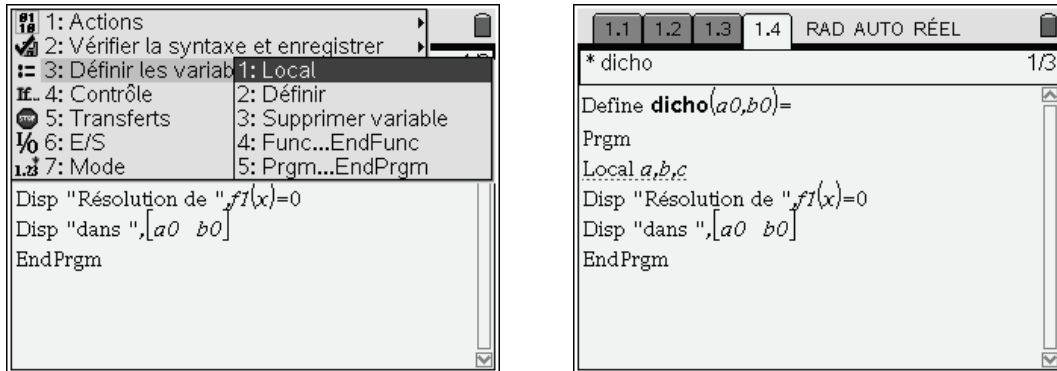 1: Actions
2: Vérifier la syntaxe et enregistrer
:= 3: Définir les variab
1: Local
If.. 4: Contrôle
2: Définir
5: Transferts
3: Supprimer variable
I/O 6: E/S
4: Func...EndFunc
7: Mode
5: Prgm...EndPrgm
Disp "Résolution de ",f1(x)=0
Disp "dans ",[a0 b0]
EndPrgm
1.1 1.2 1.3 1.4 RAD AUTO RÉEL
* dicho 1/3
Define dicho(a0,b0)=
Prgm
Local a,b,c
Disp "Résolution de ",f1(x)=0
Disp "dans ",[a0 b0]
EndPrgm